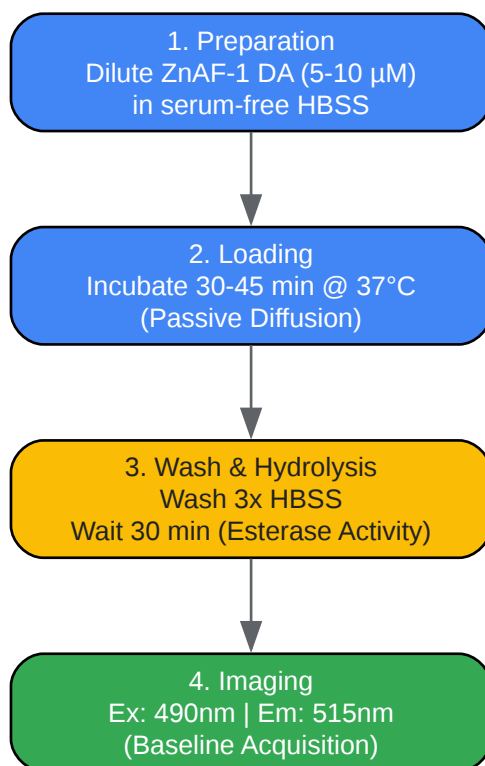 1. Preparation
Dilute ZnAF-1 DA (5-10 µM)
in serum-free HBSS
2. Loading
Incubate 30-45 min @ 37°C
(Passive Diffusion)
3. Wash & Hydrolysis
Wash 3x HBSS
Wait 30 min (Esterase Activity)
4. Imaging
Ex: 490nm | Em: 515nm
(Baseline Acquisition)